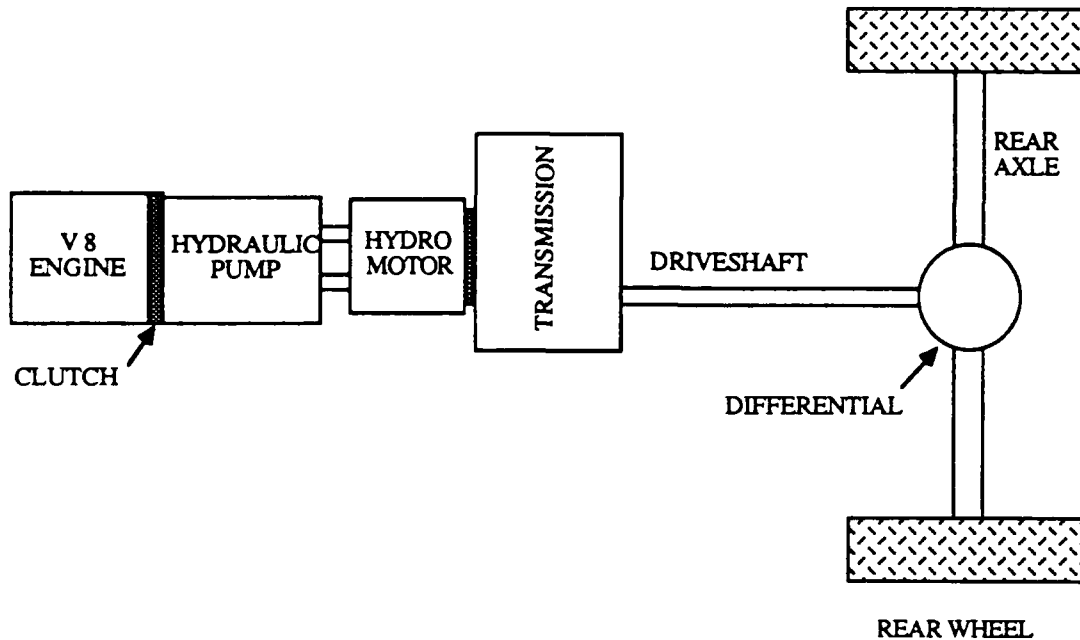 V 8
ENGINE
HYDRAULIC
PUMP
HYDRO
MOTOR
TRANSMISSION
DRIVESHAFT
REAR
AXLE
CLUTCH
DIFFERENTIAL
REAR WHEEL